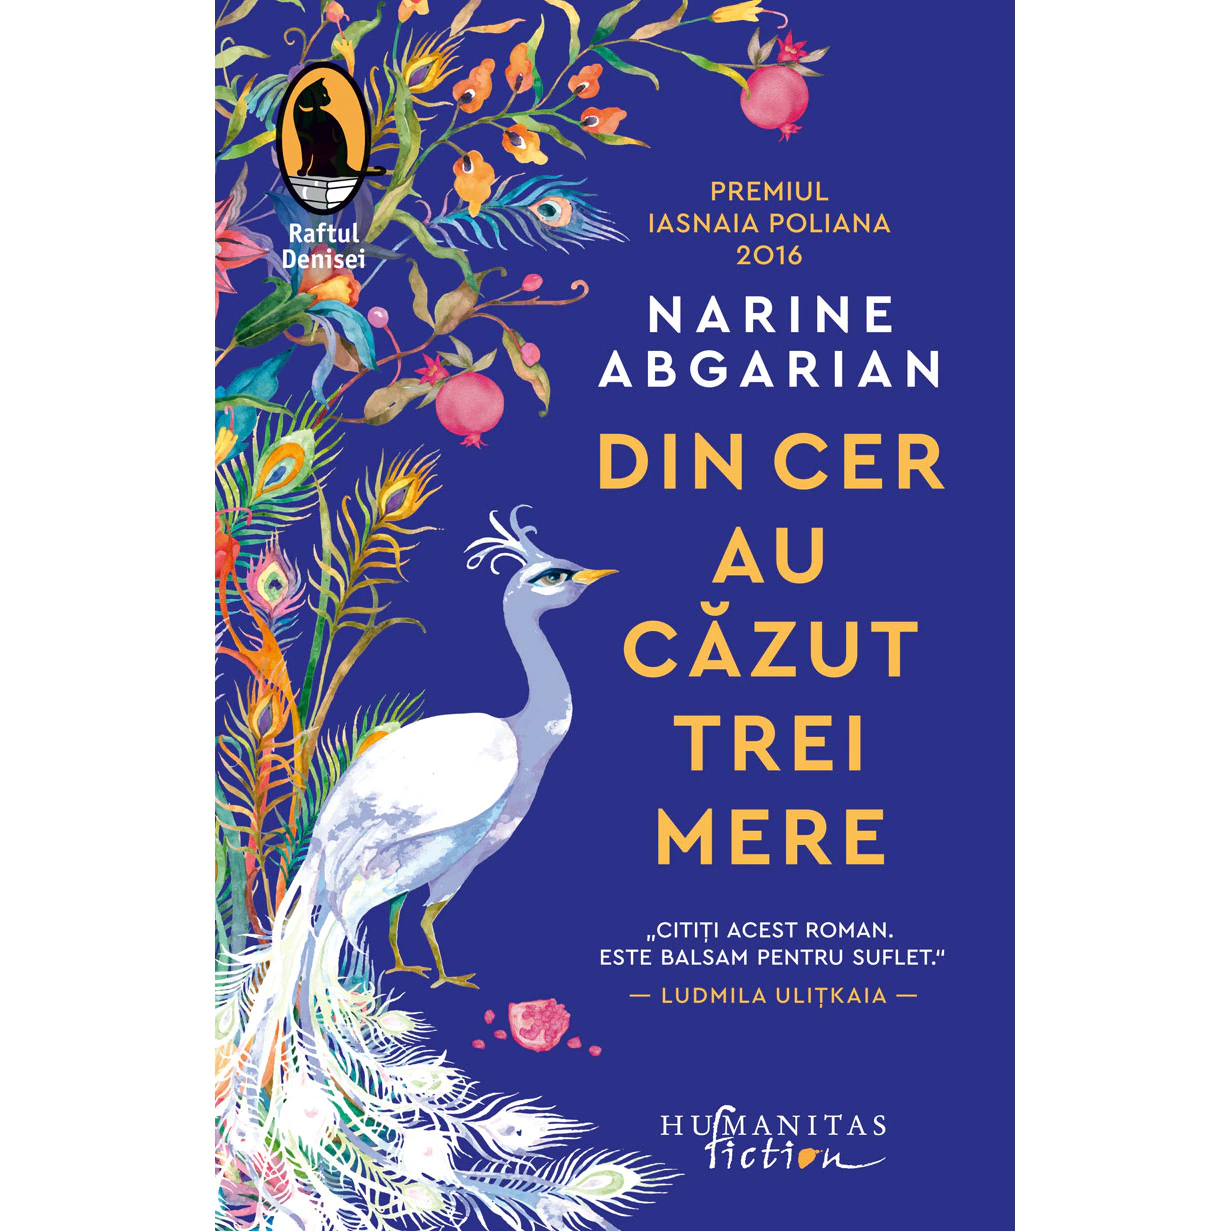 Raftul
Denisei
PREMIUL
IASNAIA POLIANA
2016
NARINE
ABGARIAN
DIN CER
AU
CĂZUT
TREI
MERE
„CITIȚI ACEST ROMAN.
ESTE BALSAM PENTRU SUFLET.“
— LUDMILA ULIȚKAIA —
HUMANITAS
fiction